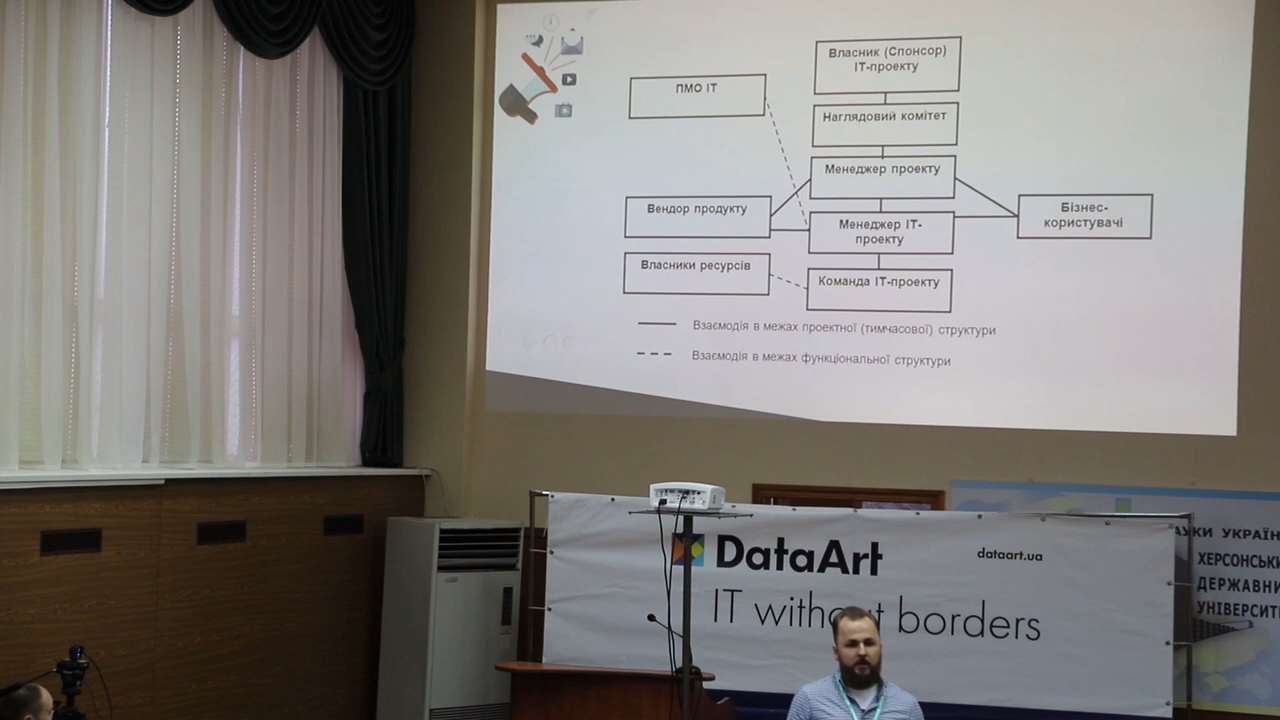 Власник (Спонсор)
ІТ-проекту
ПМО ІТ
Наглядовий комітет
Менеджер проекту
Вендор продукту
Менеджер ІТ-
проекту
Бізнес-
користувачі
Власники ресурсів
Команда ІТ-проекту
Взаємодія в межах проектної (тимчасової) структури
Взаємодія в межах функціональної структури
DataArt
dataart.ua
IT without borders
АУКИ УКРАЇН
ХЕРСОНСЬКИ
ДЕРЖАВНИ
УНІВЕРСИТ